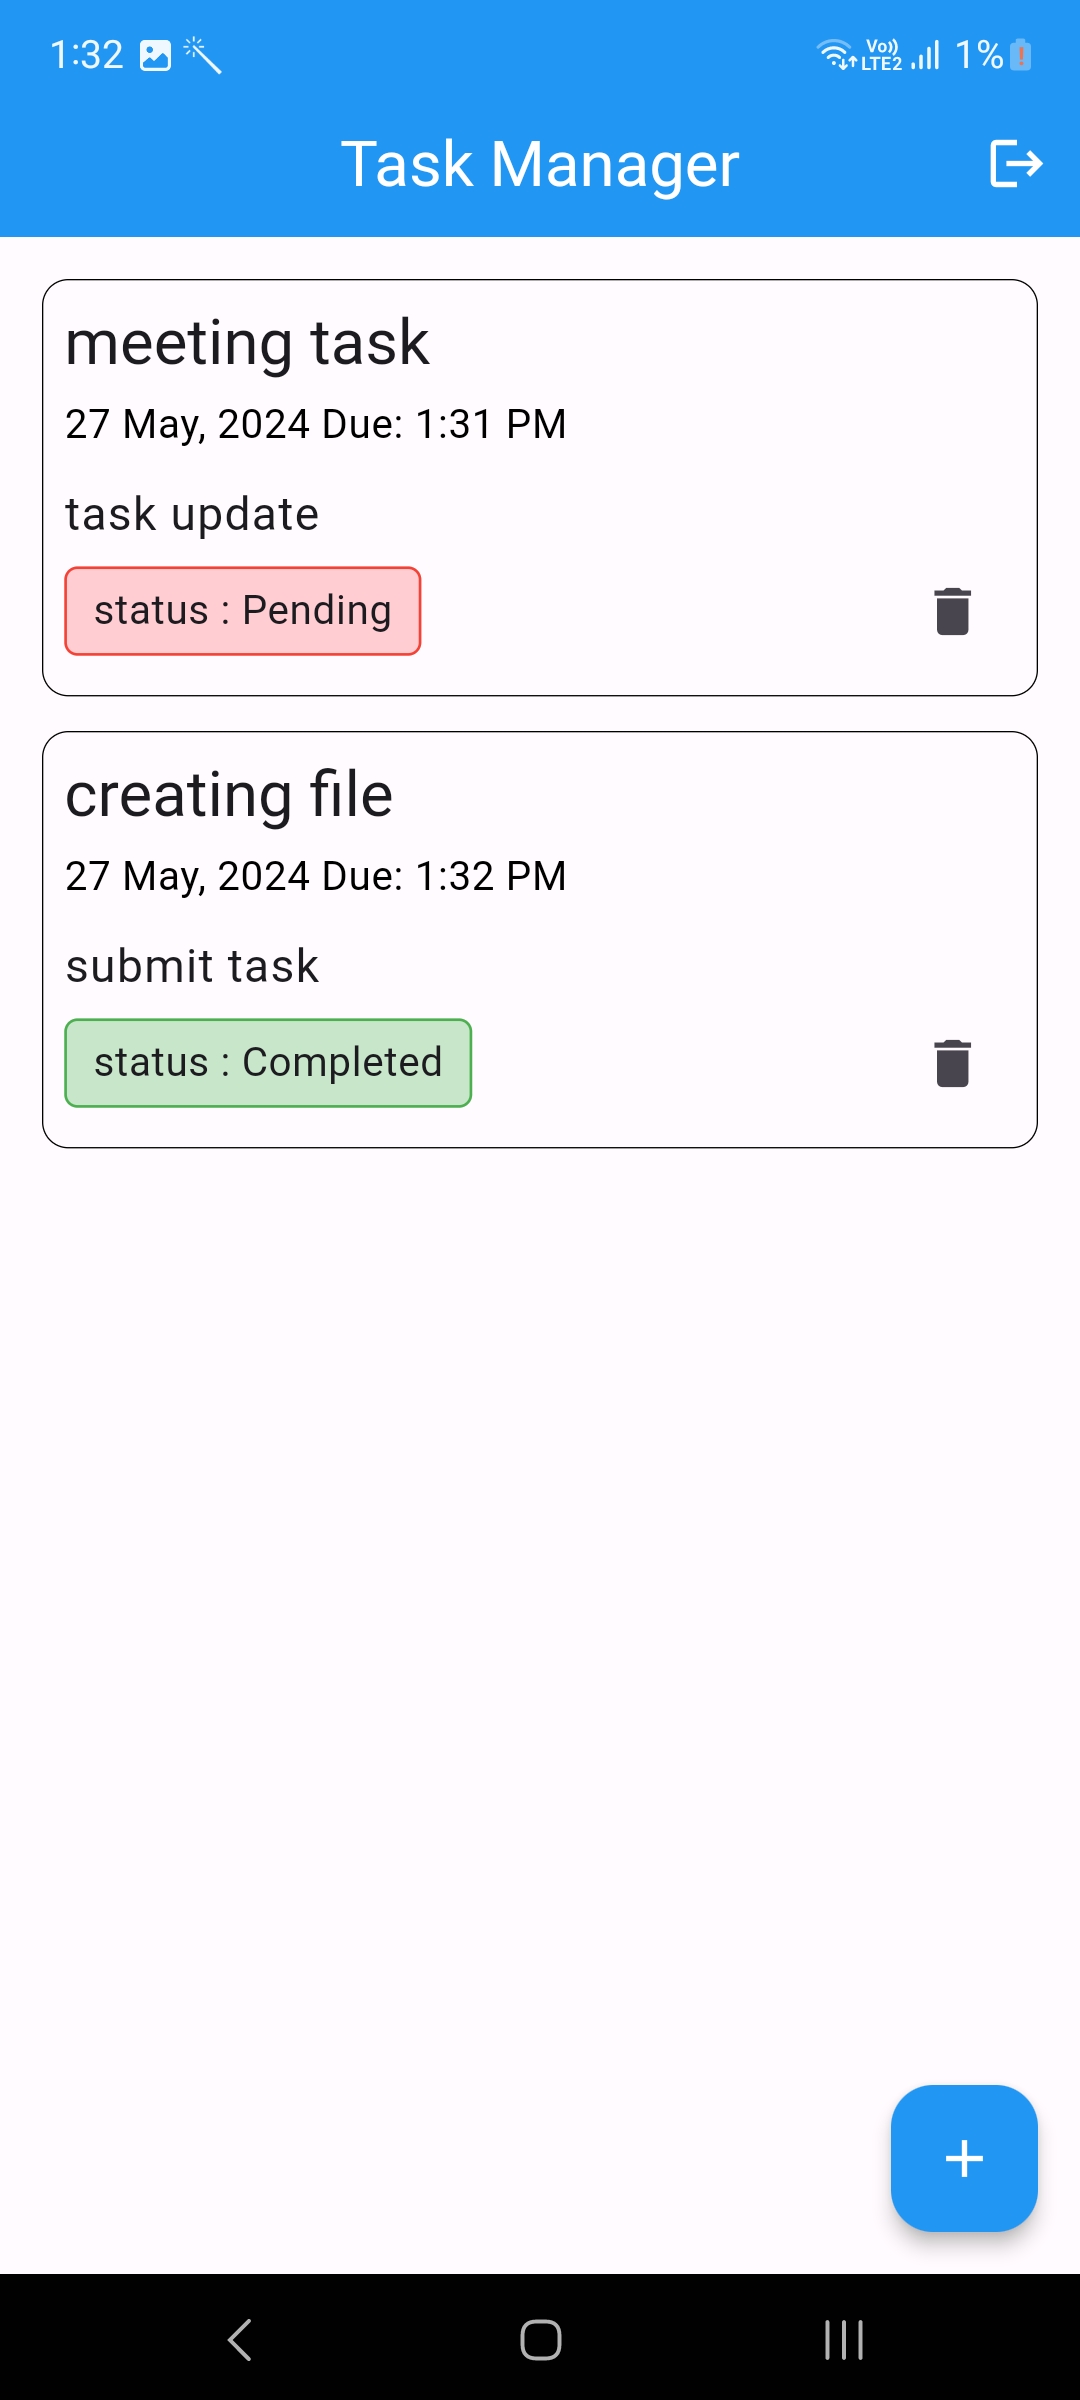 1:32 Vo)) LTE2 1%
Task Manager
meeting task
27 May, 2024 Due: 1:31 PM
task update
status : Pending
creating file
27 May, 2024 Due: 1:32 PM
submit task
status : Completed